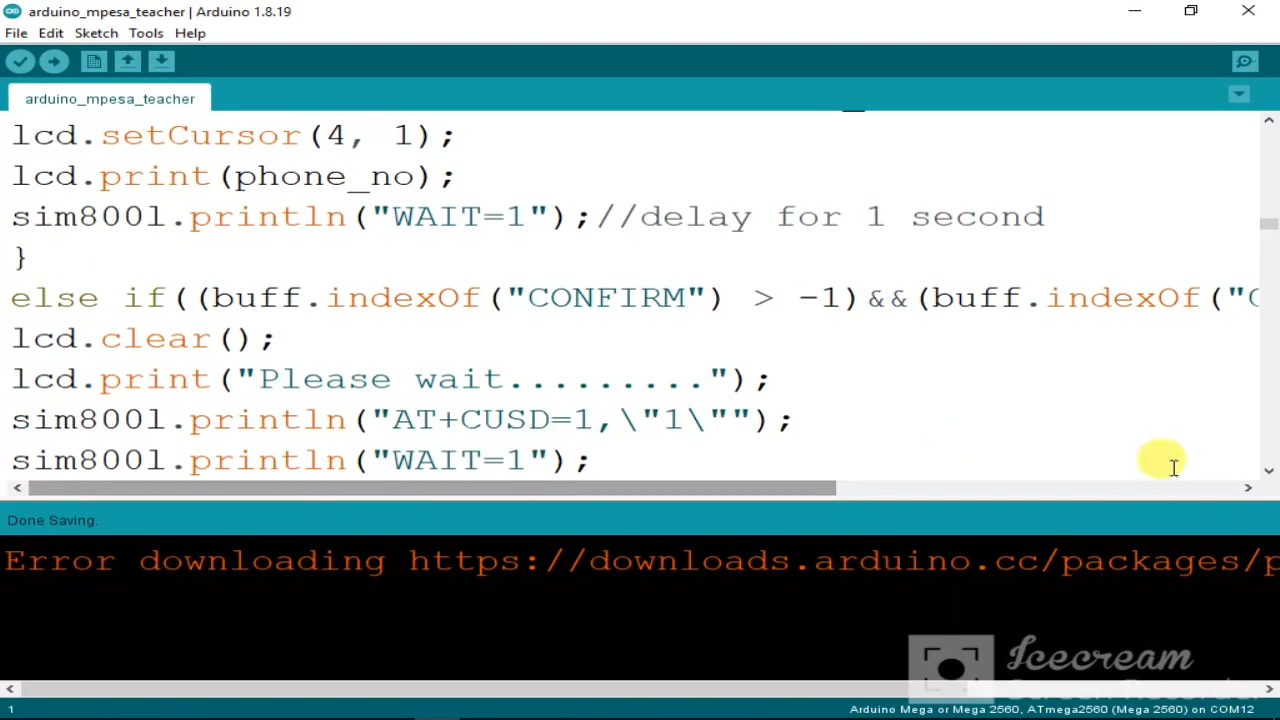 arduino_mpesa_teacher | Arduino 1.8.19
File Edit Sketch Tools Help
arduino_mpesa_teacher
lcd.setCursor(4, 1);
lcd.print(phone_no);
sim800l.println("WAIT=1");//delay for 1 second
}
else if((buff.indexOf("CONFIRM") > -1)&&(buff.indexOf("
lcd.clear();
lcd.print("Please wait.........");
sim800l.println("AT+CUSD=1,\"1\"");
sim800l.println("WAIT=1");
Done Saving.
Error downloading https://downloads.arduino.cc/packages/p
Icecream
Screen Recorder
1
Arduino Mega or Mega 2560, ATmega2560 (Mega 2560) on COM12